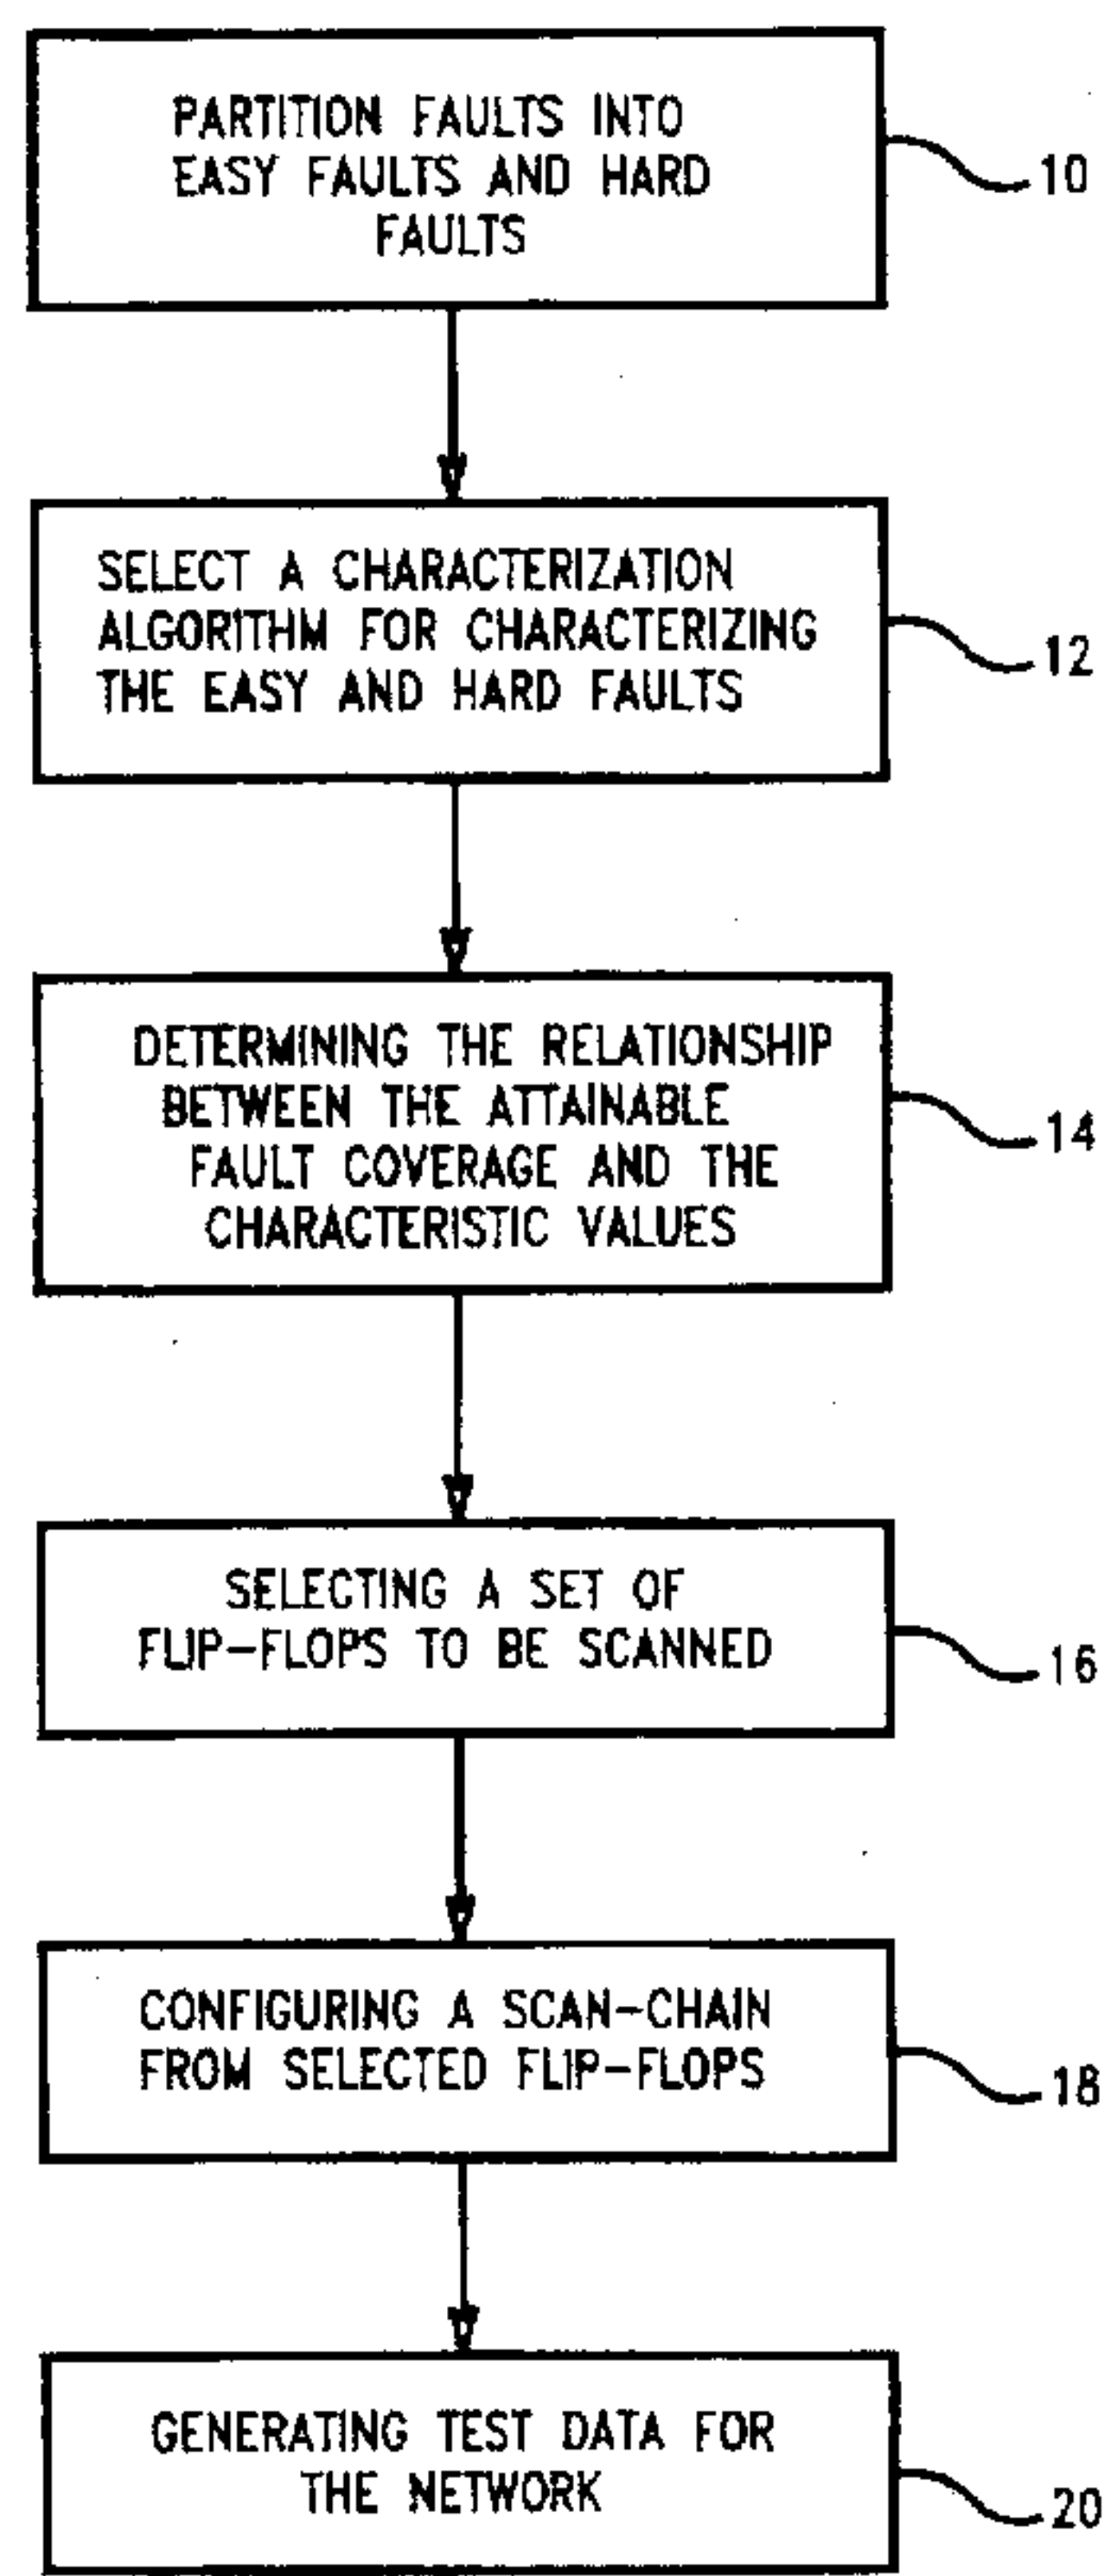 PARTITION FAULTS INTO
EASY FAULTS AND HARD
FAULTS
10
SELECT A CHARACTERIZATION
ALGORITHM FOR CHARACTERIZING
THE EASY AND HARD FAULTS
12
DETERMINING THE RELATIONSHIP
BETWEEN THE ATTAINABLE
FAULT COVERAGE AND THE
CHARACTERISTIC VALUES
14
SELECTING A SET OF
FLIP-FLOPS TO BE SCANNED
16
CONFIGURING A SCAN-CHAIN
FROM SELECTED FLIP-FLOPS
18
GENERATING TEST DATA FOR
THE NETWORK
20